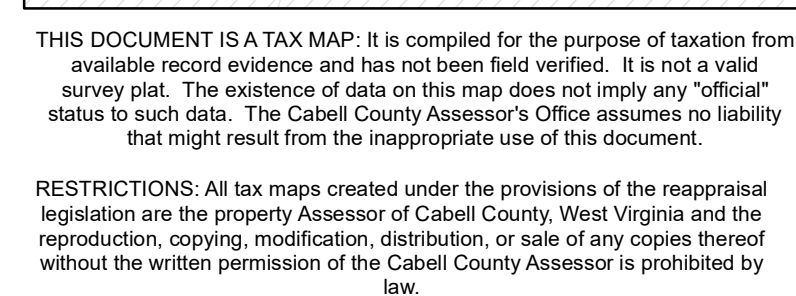 THIS DOCUMENT IS A TAX MAP: It is compiled for the purpose of taxation from
available record evidence and has not been field verified.  It is not a valid
survey plat.  The existence of data on this map does not imply any "official"
status to such data.  The Cabell County Assessor's Office assumes no liability
that might result from the inappropriate use of this document.
RESTRICTIONS: All tax maps created under the provisions of the reappraisal
legislation are the property Assessor of Cabell County, West Virginia and the
reproduction, copying, modification, distribution, or sale of any copies thereof
without the written permission of the Cabell County Assessor is prohibited by
law.